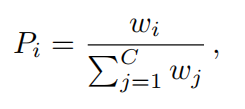 P_i = \frac{w_i}{\sum_{j=1}^{C} w_j} ,